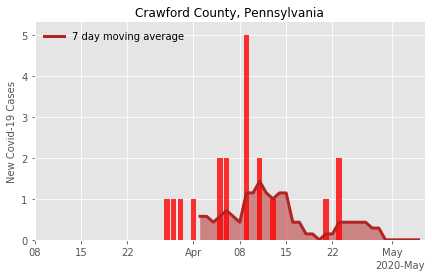 Crawford County, Pennsylvania
7 day moving average
New Covid-19 Cases
5
4
3
2
1
0
08 15 22 Apr 08 15 22 May
2020-May